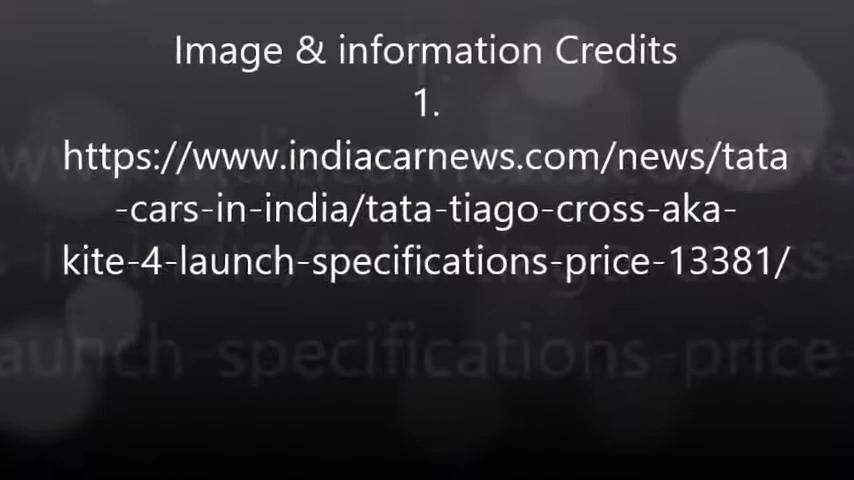 Image & information Credits
1.
https://www.indiacarnews.com/news/tata
-cars-in-india/tata-tiago-cross-aka-
kite-4-launch-specifications-price-13381/